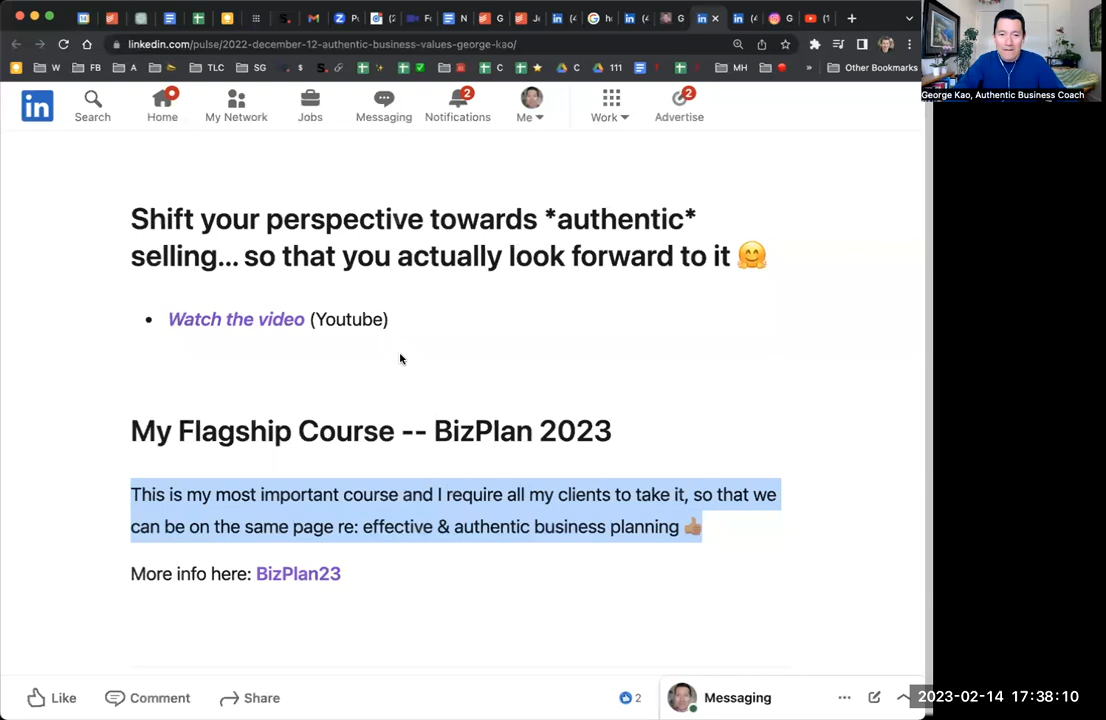 linkedin.com/pulse/2022-december-12-authentic-business-values-george-kao/
W
FB
A
TLC
SG
$
C
C
111
MH
»
Other Bookmarks
George Kao, Authentic Business Coach
in
Search
Home
My Network
Jobs
Messaging
2
Notifications
Me
Work
2
Advertise
Shift your perspective towards *authentic*
selling... so that you actually look forward to it 🤗
• Watch the video (Youtube)
My Flagship Course -- BizPlan 2023
This is my most important course and I require all my clients to take it, so that we
can be on the same page re: effective & authentic business planning 👍🏽
More info here: BizPlan23
Like
Comment
Share
2
Messaging
2023-02-14 17:38:10